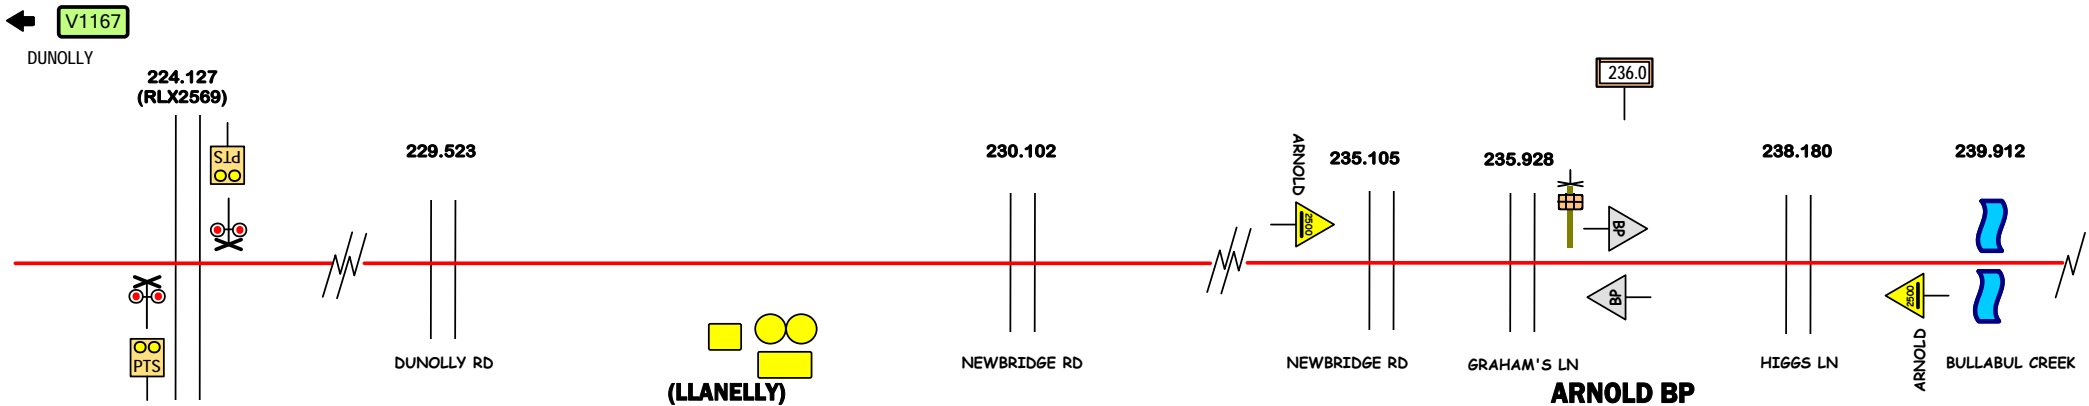 V1167
DUNOLLY
224.127
(RLX2569)
PTS
PTS
229.523
DUNOLLY RD
(LLANELLY)
230.102
NEWBRIDGE RD
ARNOLD
2500
235.105
NEWBRIDGE RD
235.928
GRAHAM'S LN
236.0
BP
BP
ARNOLD BP
238.180
HIGGS LN
2500
ARNOLD
239.912
BULLABUL CREEK